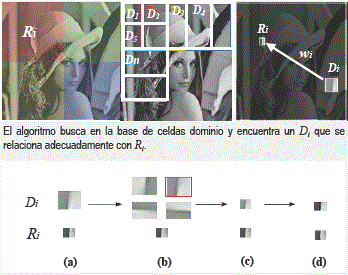 Ri
D1 D2 D3 D4
D5
Dn
Ri
wi
Di
El algoritmo busca en la base de celdas dominio y encuentra un Di que se
relaciona adecuadamente con Ri.
Di
Ri
(a) (b) (c) (d)